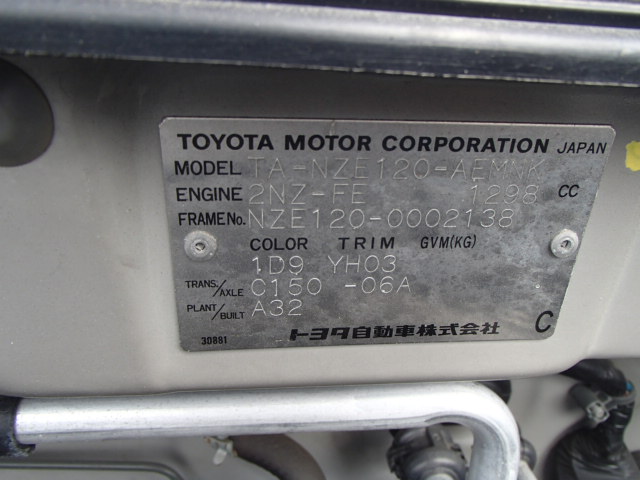 TOYOTA MOTOR CORPORATION JAPAN
MODEL TA-NZE120-AEMNK
ENGINE 2NZ-FE 1298 CC
FRAME No. NZE120-0002138
COLOR TRIM GVM(KG)
1D9 YH03
TRANS./AXLE C150 -06A
PLANT/BUILT A32
トヨタ自動車株式会社 C
30881